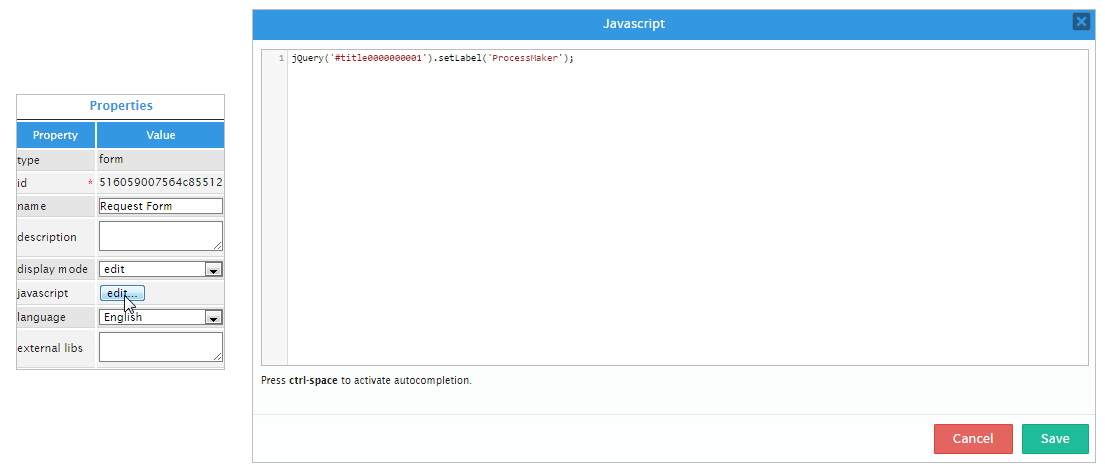 Properties
Property Value
type form
id * 516059007564c85512
name Request Form
description
display mode edit
javascript edit...
language English
external libs
Javascript
1 jQuery('#title0000000001').setLabel('ProcessMaker');
Press ctrl-space to activate autocompletion.
Cancel Save